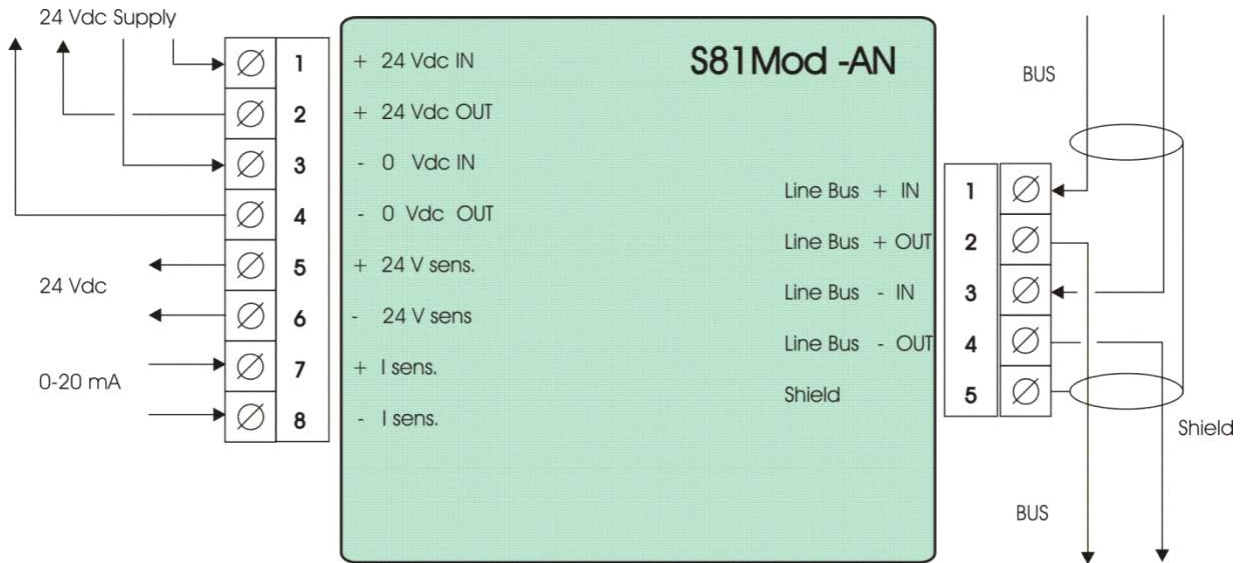 24 Vdc Supply
1
2
3
4
5
6
7
8
24 Vdc
0-20 mA
S81Mod -AN
+ 24 Vdc IN
+ 24 Vdc OUT
- 0 Vdc IN
- 0 Vdc OUT
+ 24 V sens.
- 24 V sens
+ I sens.
- I sens.
Line Bus + IN
Line Bus + OUT
Line Bus - IN
Line Bus - OUT
Shield
1
2
3
4
5
BUS
Shield
BUS